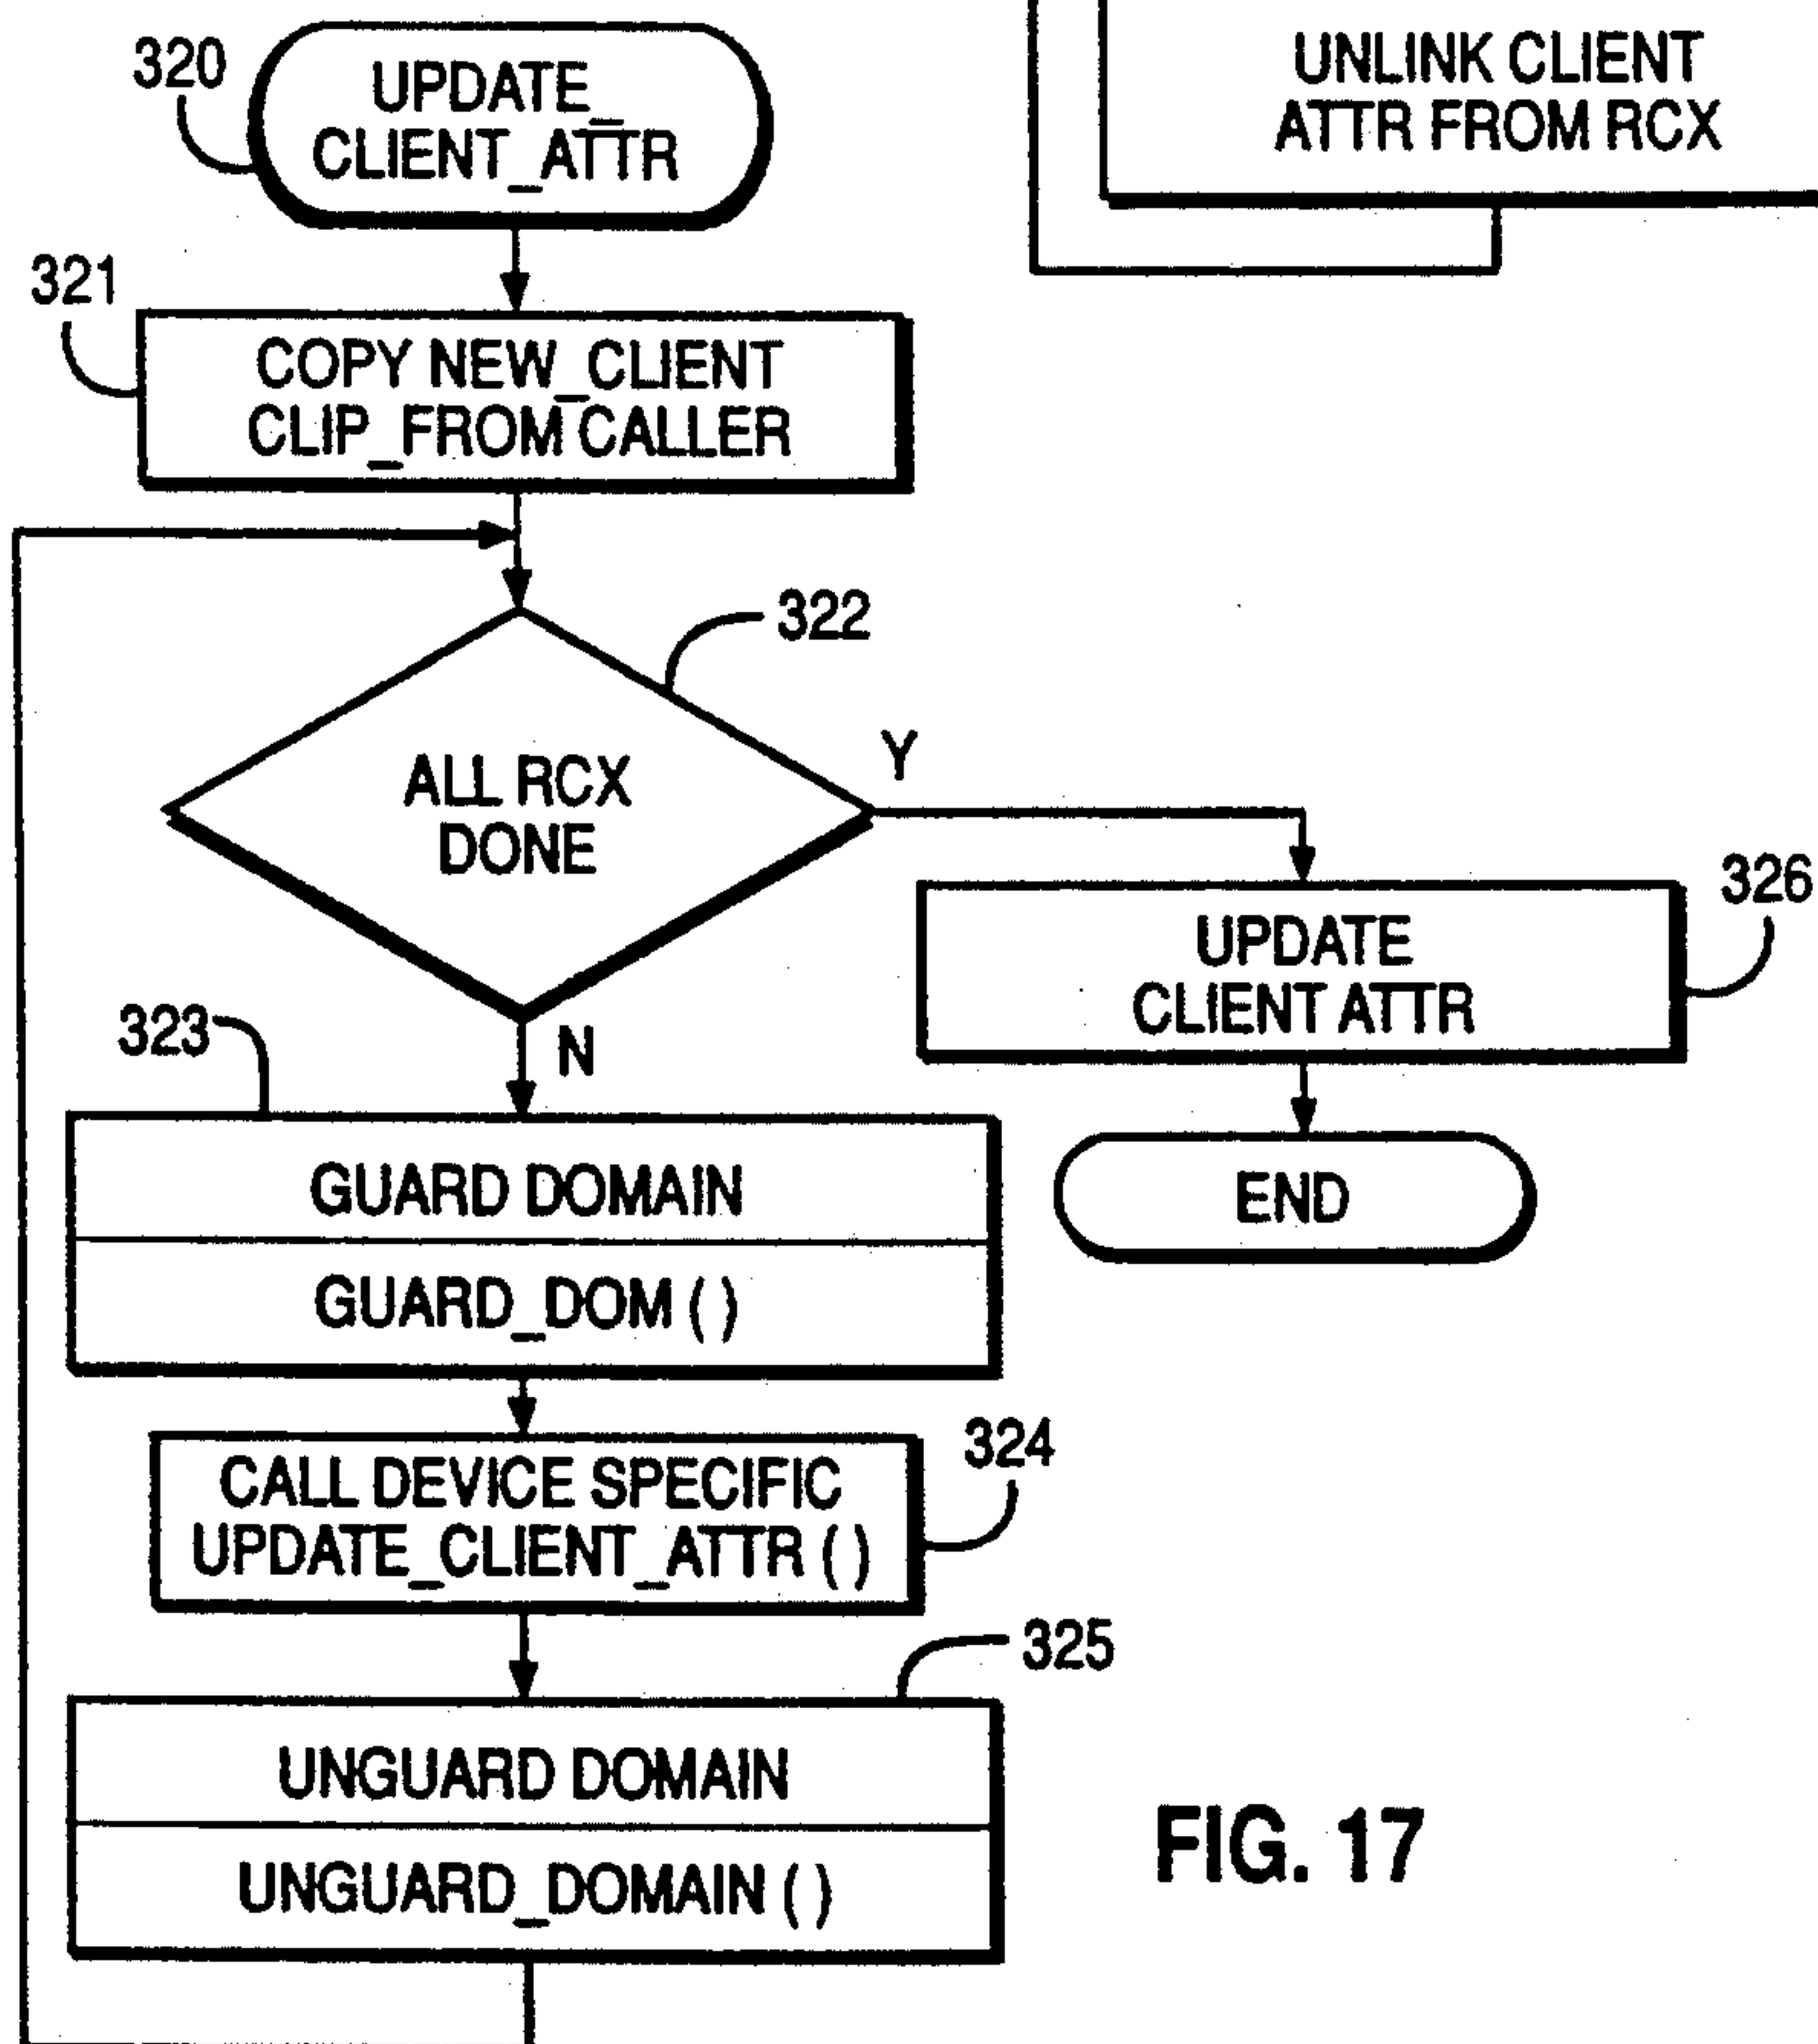 320
UPDATE_
CLIENT_ATTR
UNLINK CLIENT
ATTR FROM RCX
321
COPY NEW_CLIENT
CLIP_FROM CALLER
322
ALL RCX
DONE
Y
326
UPDATE
CLIENT ATTR
323
N
GUARD DOMAIN
END
GUARD_DOM ( )
324
CALL DEVICE SPECIFIC
UPDATE_CLIENT_ATTR ( )
325
UNGUARD DOMAIN
UNGUARD_DOMAIN ( )
FIG. 17